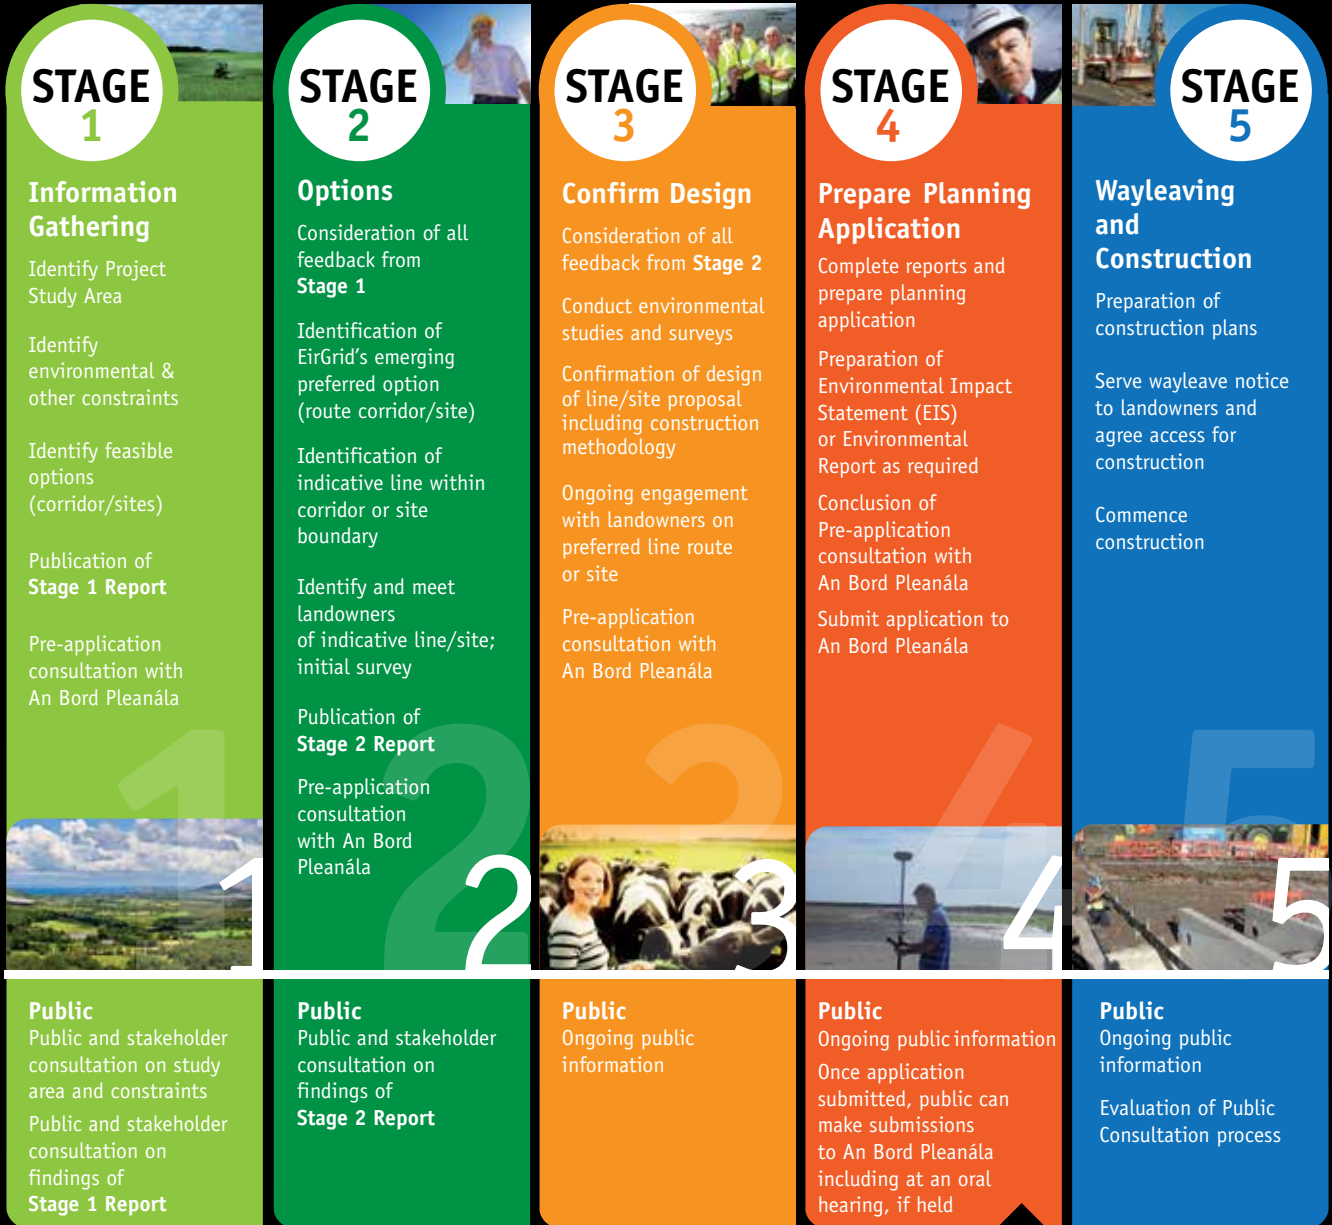 STAGE
1
Information
Gathering
Identify Project
Study Area
Identify
environmental &
other constraints
Identify feasible
options
(corridor/sites)
Publication of
Stage 1 Report
Pre-application
consultation with
An Bord Pleanála
1
1
Public
Public and stakeholder
consultation on study
area and constraints
Public and stakeholder
consultation on
findings of
Stage 1 Report
STAGE
2
Options
Consideration of all
feedback from
Stage 1
Identification of
EirGrid's emerging
preferred option
(route corridor/site)
Identification of
indicative line within
corridor or site
boundary
Identify and meet
landowners
of indicative line/site;
initial survey
Publication of
Stage 2 Report
Pre-application
consultation
with An Bord
Pleanála
2
2
Public
Public and stakeholder
consultation on
findings of
Stage 2 Report
STAGE
3
Confirm Design
Consideration of all
feedback from Stage 2
Conduct environmental
studies and surveys
Confirmation of design
of line/site proposal
including construction
methodology
Ongoing engagement
with landowners on
preferred line route
or site
Pre-application
consultation with
An Bord Pleanála
3
3
Public
Ongoing public
information
STAGE
4
Prepare Planning
Application
Complete reports and
prepare planning
application
Preparation of
Environmental Impact
Statement (EIS)
or Environmental
Report as required
Conclusion of
Pre-application
consultation with
An Bord Pleanála
Submit application to
An Bord Pleanála
4
4
Public
Ongoing public information
Once application
submitted, public can
make submissions
to An Bord Pleanála
including at an oral
hearing, if held
STAGE
5
Wayleaving
and
Construction
Preparation of
construction plans
Serve wayleave notice
to landowners and
agree access for
construction
Commence
construction
5
5
Public
Ongoing public
information
Evaluation of Public
Consultation process